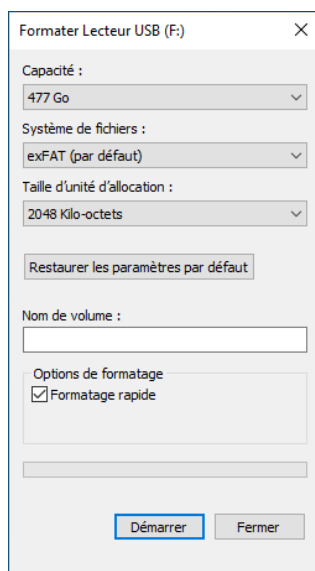 Formater Lecteur USB (F:)
Capacité :
477 Go
Système de fichiers :
exFAT (par défaut)
Taille d'unité d'allocation :
2048 Kilo-octets
Restaurer les paramètres par défaut
Nom de volume :
Options de formatage
Formatage rapide
Démarrer
Fermer